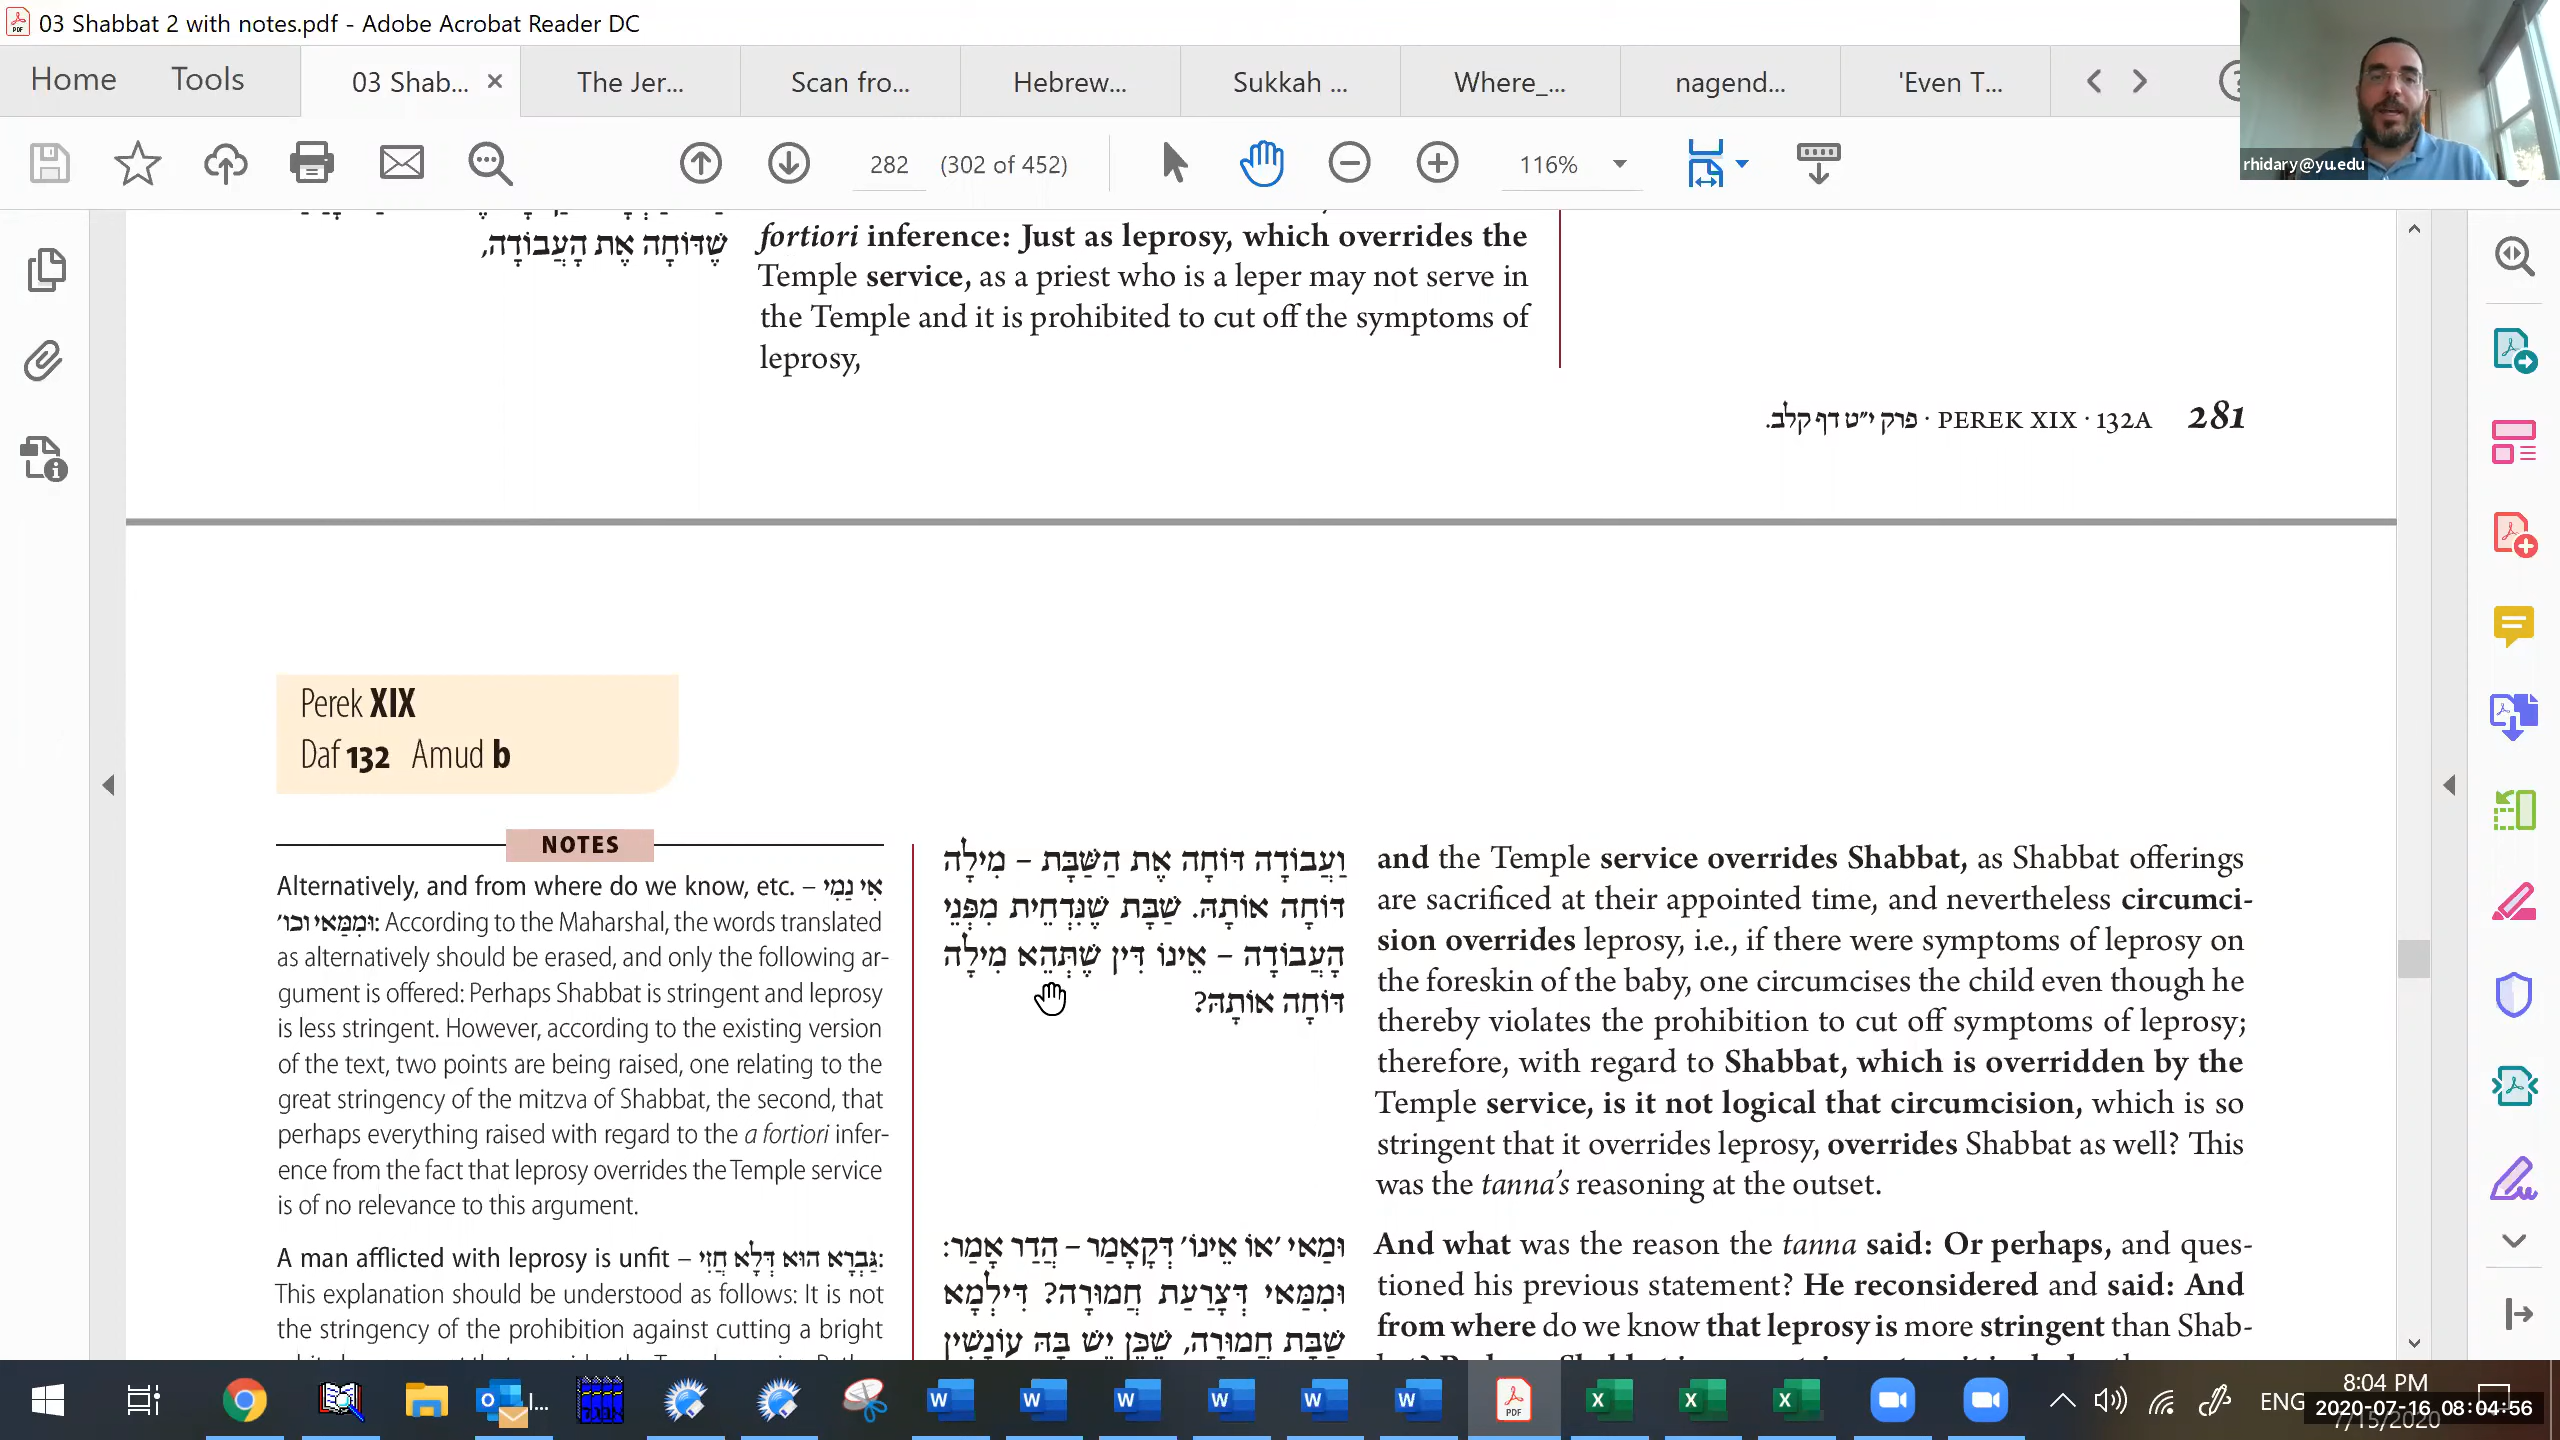 03 Shabbat 2 with notes.pdf - Adobe Acrobat Reader DC
Home Tools 03 Shab... The Jer... Scan fro... Hebrew... Sukkah ... Where_... nagend... 'Even T...
282 (302 of 452) 116%
rhidary@yu.edu
שֶׁדּוֹחָה אֶת הָעֲבוֹדָה,
fortiori inference: Just as leprosy, which overrides the
Temple service, as a priest who is a leper may not serve in
the Temple and it is prohibited to cut off the symptoms of
leprosy,
פרק י״ט דף קלב. · PEREK XIX · 132A 281
Perek XIX
Daf 132 Amud b
NOTES
Alternatively, and from where do we know, etc. – אִי נַמִי
וּמִמַּאי וכו׳: According to the Maharshal, the words translated
as alternatively should be erased, and only the following ar-
gument is offered: Perhaps Shabbat is stringent and leprosy
is less stringent. However, according to the existing version
of the text, two points are being raised, one relating to the
great stringency of the mitzva of Shabbat, the second, that
perhaps everything raised with regard to the a fortiori infer-
ence from the fact that leprosy overrides the Temple service
is of no relevance to this argument.
A man afflicted with leprosy is unfit – גַּבְרָא הוּא דְּלָא חֲזִי:
This explanation should be understood as follows: It is not
the stringency of the prohibition against cutting a bright
וַעֲבוֹדָה דּוֹחָה אֶת הַשַּׁבָּת – מִילָה
דּוֹחָה אוֹתָהּ. שַׁבָּת שֶׁנִּדְחֵית מִפְּנֵי
הָעֲבוֹדָה – אֵינוֹ דִּין שֶׁתְּהֵא מִילָה
דּוֹחָה אוֹתָהּ?
וּמַאי ׳אוֹ אֵינוֹ׳ דְּקָאָמַר – הֲדַר אָמַר:
וּמִמַּאי דְּצָרַעַת חֲמוּרָה? דִּילְמָא
שַׁבָּת חֲמוּרָה, שֶׁכֵּן יֵשׁ בָּהּ עוֹנָשִׁין
and the Temple service overrides Shabbat, as Shabbat offerings
are sacrificed at their appointed time, and nevertheless circumci-
sion overrides leprosy, i.e., if there were symptoms of leprosy on
the foreskin of the baby, one circumcises the child even though he
thereby violates the prohibition to cut off symptoms of leprosy;
therefore, with regard to Shabbat, which is overridden by the
Temple service, is it not logical that circumcision, which is so
stringent that it overrides leprosy, overrides Shabbat as well? This
was the tanna's reasoning at the outset.
And what was the reason the tanna said: Or perhaps, and ques-
tioned his previous statement? He reconsidered and said: And
from where do we know that leprosy is more stringent than Shab-
ENG
8:04 PM
2020-07-16 08:04:56
7/15/2020